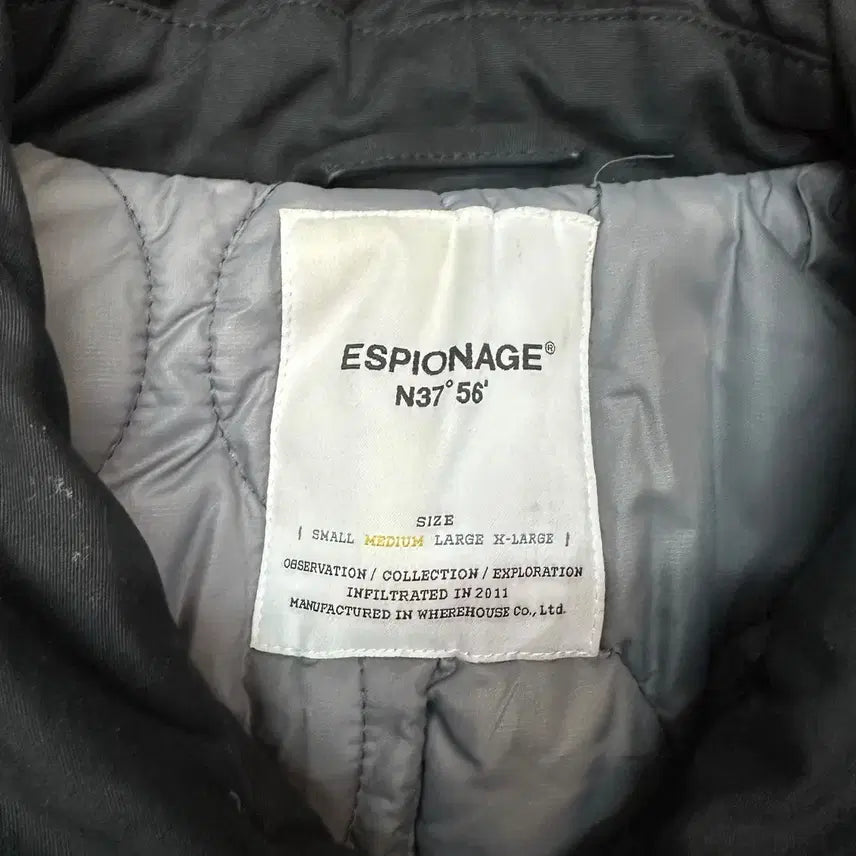 ESPIONAGE®
N37°56'
SIZE
| SMALL MEDIUM LARGE X-LARGE |
OBSERVATION / COLLECTION / EXPLORATION
INFILTRATED IN 2011
MANUFACTURED IN WHEREHOUSE Co., Ltd.